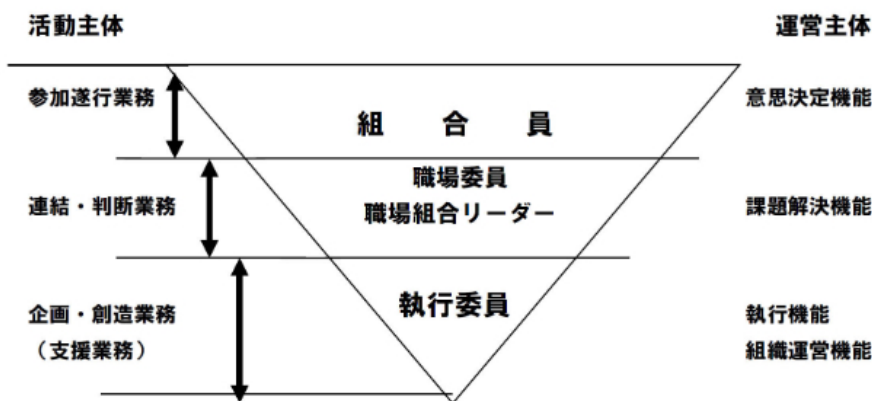 活動主体
運営主体
参加遂行業務
組合員
意思決定機能
職場委員
連結・判断業務
職場組合リーダー
課題解決機能
企画・創造業務
執行委員
執行機能
（支援業務）
組織運営機能